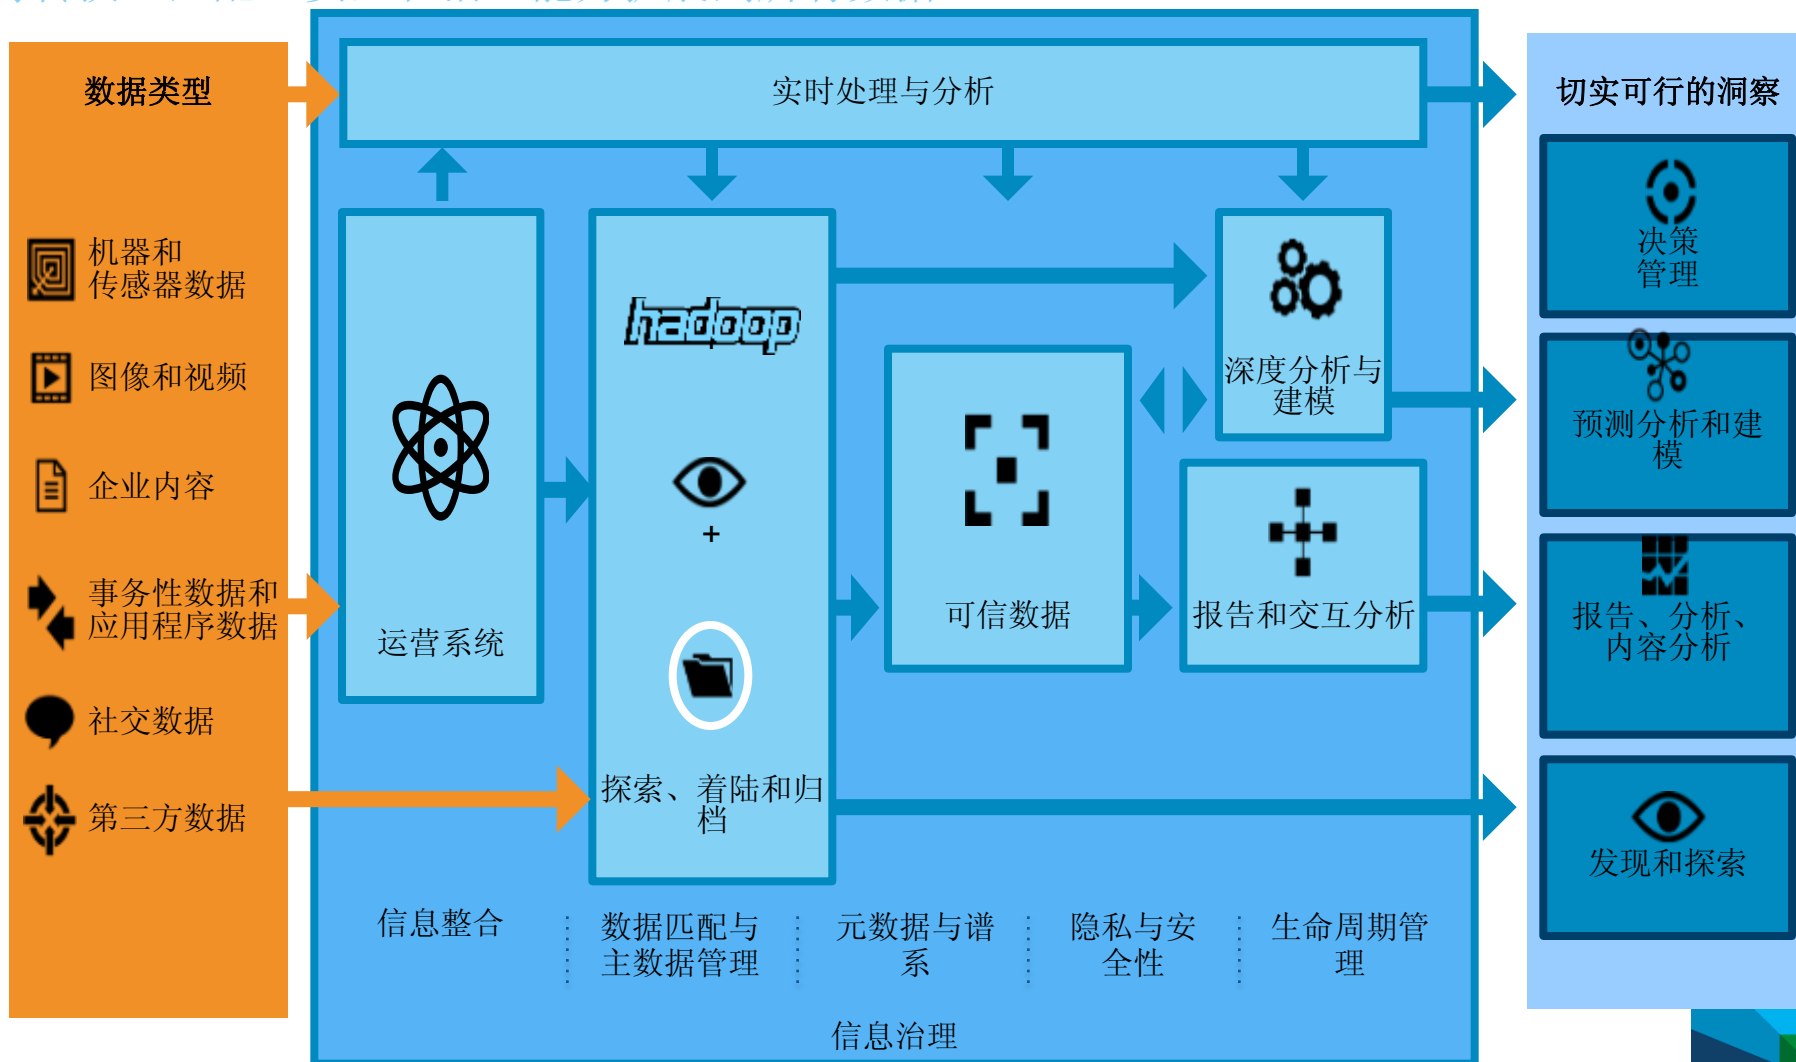 数据类型
机器和
传感器数据
图像和视频
企业内容
事务性数据和
应用程序数据
社交数据
第三方数据
实时处理与分析
运营系统
hadoop
+
探索、着陆和归
档
可信数据
深度分析与
建模
报告和交互分析
信息整合
数据匹配与
主数据管理
元数据与谱
系
隐私与安
全性
生命周期管
理
信息治理
切实可行的洞察
决策
管理
预测分析和建
模
报告、分析、
内容分析
发现和探索